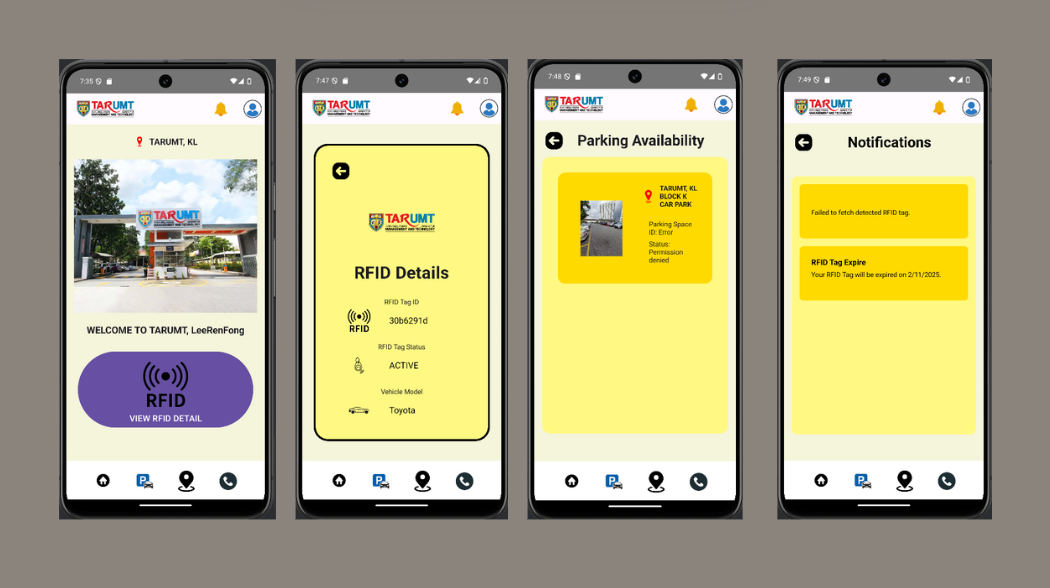 7:35
TARUMT
TARUMT, KL
TARUMT
WELCOME TO TARUMT, LeeRenFong
RFID
VIEW RFID DETAIL
P
7:47
TARUMT
TARUMT
MANAGEMENT AND TECHNOLOGY
RFID Details
RFID Tag ID
RFID
30b6291d
RFID Tag Status
ACTIVE
Vehicle Model
Toyota
P
7:48
TARUMT
Parking Availability
TARUMT, KL
BLOCK K
CAR PARK
Parking Space
ID: Error
Status:
Permission
denied
P
7:49
TARUMT
Notifications
Failed to fetch detected RFID tag.
RFID Tag Expire
Your RFID Tag will be expired on 2/11/2025.
P